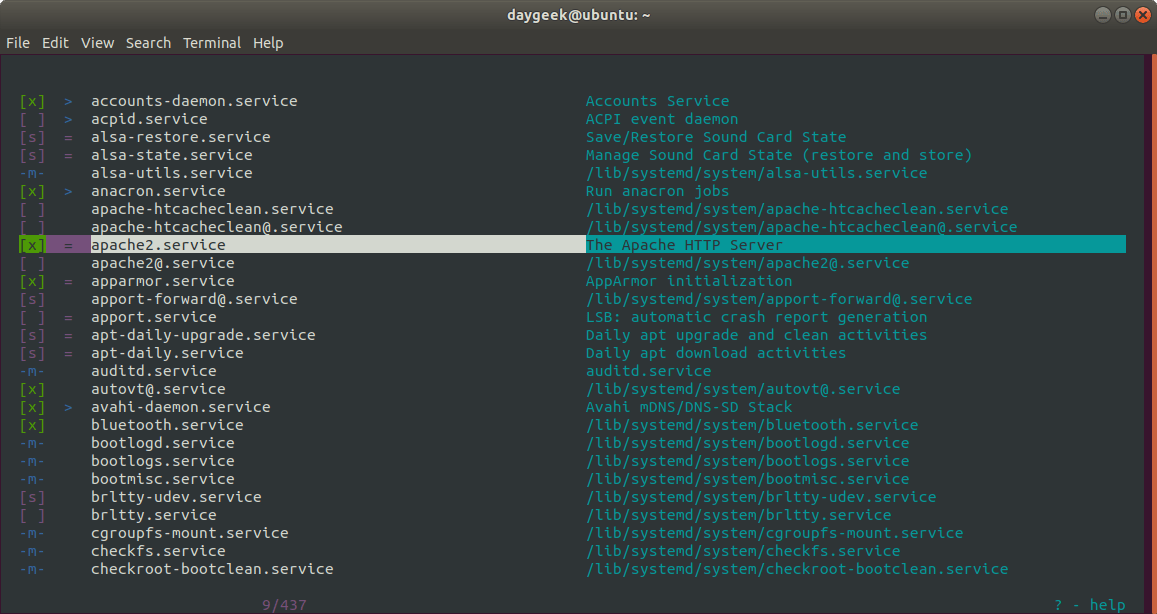 daygeek@ubuntu: ~
File Edit View Search Terminal Help
[x] > accounts-daemon.service Accounts Service
[ ] > acpid.service ACPI event daemon
[s] = alsa-restore.service Save/Restore Sound Card State
[s] = alsa-state.service Manage Sound Card State (restore and store)
-m- alsa-utils.service /lib/systemd/system/alsa-utils.service
[x] > anacron.service Run anacron jobs
[ ] apache-htcacheclean.service /lib/systemd/system/apache-htcacheclean.service
[ ] apache-htcacheclean@.service /lib/systemd/system/apache-htcacheclean@.service
[x] = apache2.service The Apache HTTP Server
[ ] apache2@.service /lib/systemd/system/apache2@.service
[x] = apparmor.service AppArmor initialization
[s] apport-forward@.service /lib/systemd/system/apport-forward@.service
[ ] = apport.service LSB: automatic crash report generation
[s] = apt-daily-upgrade.service Daily apt upgrade and clean activities
[s] = apt-daily.service Daily apt download activities
-m- auditd.service auditd.service
[x] autovt@.service /lib/systemd/system/autovt@.service
[x] > avahi-daemon.service Avahi mDNS/DNS-SD Stack
[x] bluetooth.service /lib/systemd/system/bluetooth.service
-m- bootlogd.service /lib/systemd/system/bootlogd.service
-m- bootlogs.service /lib/systemd/system/bootlogs.service
-m- bootmisc.service /lib/systemd/system/bootmisc.service
[s] brltty-udev.service /lib/systemd/system/brltty-udev.service
[ ] brltty.service /lib/systemd/system/brltty.service
-m- cgroupfs-mount.service /lib/systemd/system/cgroupfs-mount.service
-m- checkfs.service /lib/systemd/system/checkfs.service
-m- checkroot-bootclean.service /lib/systemd/system/checkroot-bootclean.service
9/437 ? - help